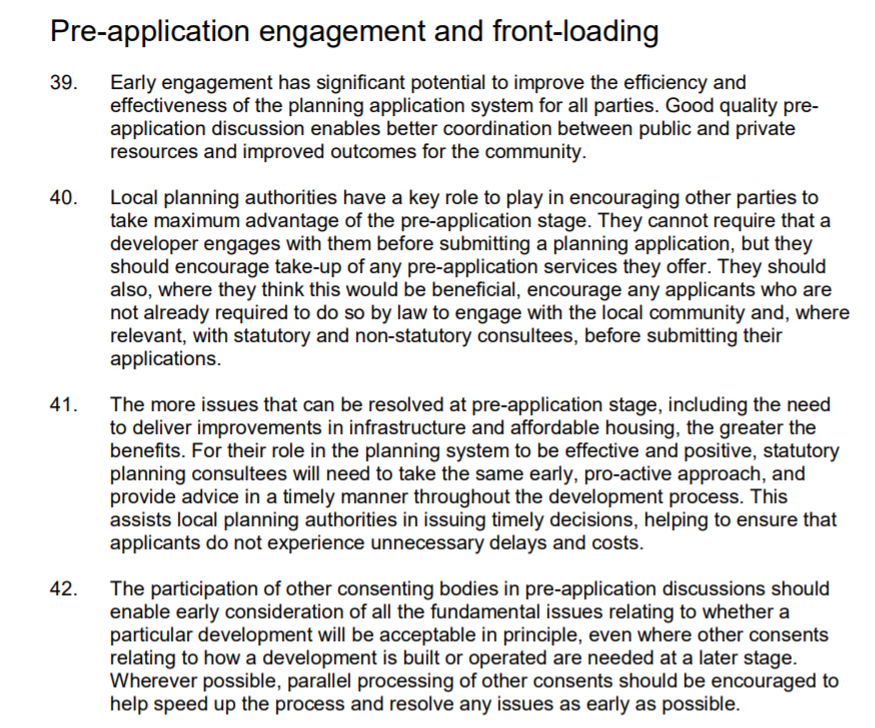 Pre-application engagement and front-loading
39. Early engagement has significant potential to improve the efficiency and
effectiveness of the planning application system for all parties. Good quality pre-
application discussion enables better coordination between public and private
resources and improved outcomes for the community.
40. Local planning authorities have a key role to play in encouraging other parties to
take maximum advantage of the pre-application stage. They cannot require that a
developer engages with them before submitting a planning application, but they
should encourage take-up of any pre-application services they offer. They should
also, where they think this would be beneficial, encourage any applicants who are
not already required to do so by law to engage with the local community and, where
relevant, with statutory and non-statutory consultees, before submitting their
applications.
41. The more issues that can be resolved at pre-application stage, including the need
to deliver improvements in infrastructure and affordable housing, the greater the
benefits. For their role in the planning system to be effective and positive, statutory
planning consultees will need to take the same early, pro-active approach, and
provide advice in a timely manner throughout the development process. This
assists local planning authorities in issuing timely decisions, helping to ensure that
applicants do not experience unnecessary delays and costs.
42. The participation of other consenting bodies in pre-application discussions should
enable early consideration of all the fundamental issues relating to whether a
particular development will be acceptable in principle, even where other consents
relating to how a development is built or operated are needed at a later stage.
Wherever possible, parallel processing of other consents should be encouraged to
help speed up the process and resolve any issues as early as possible.